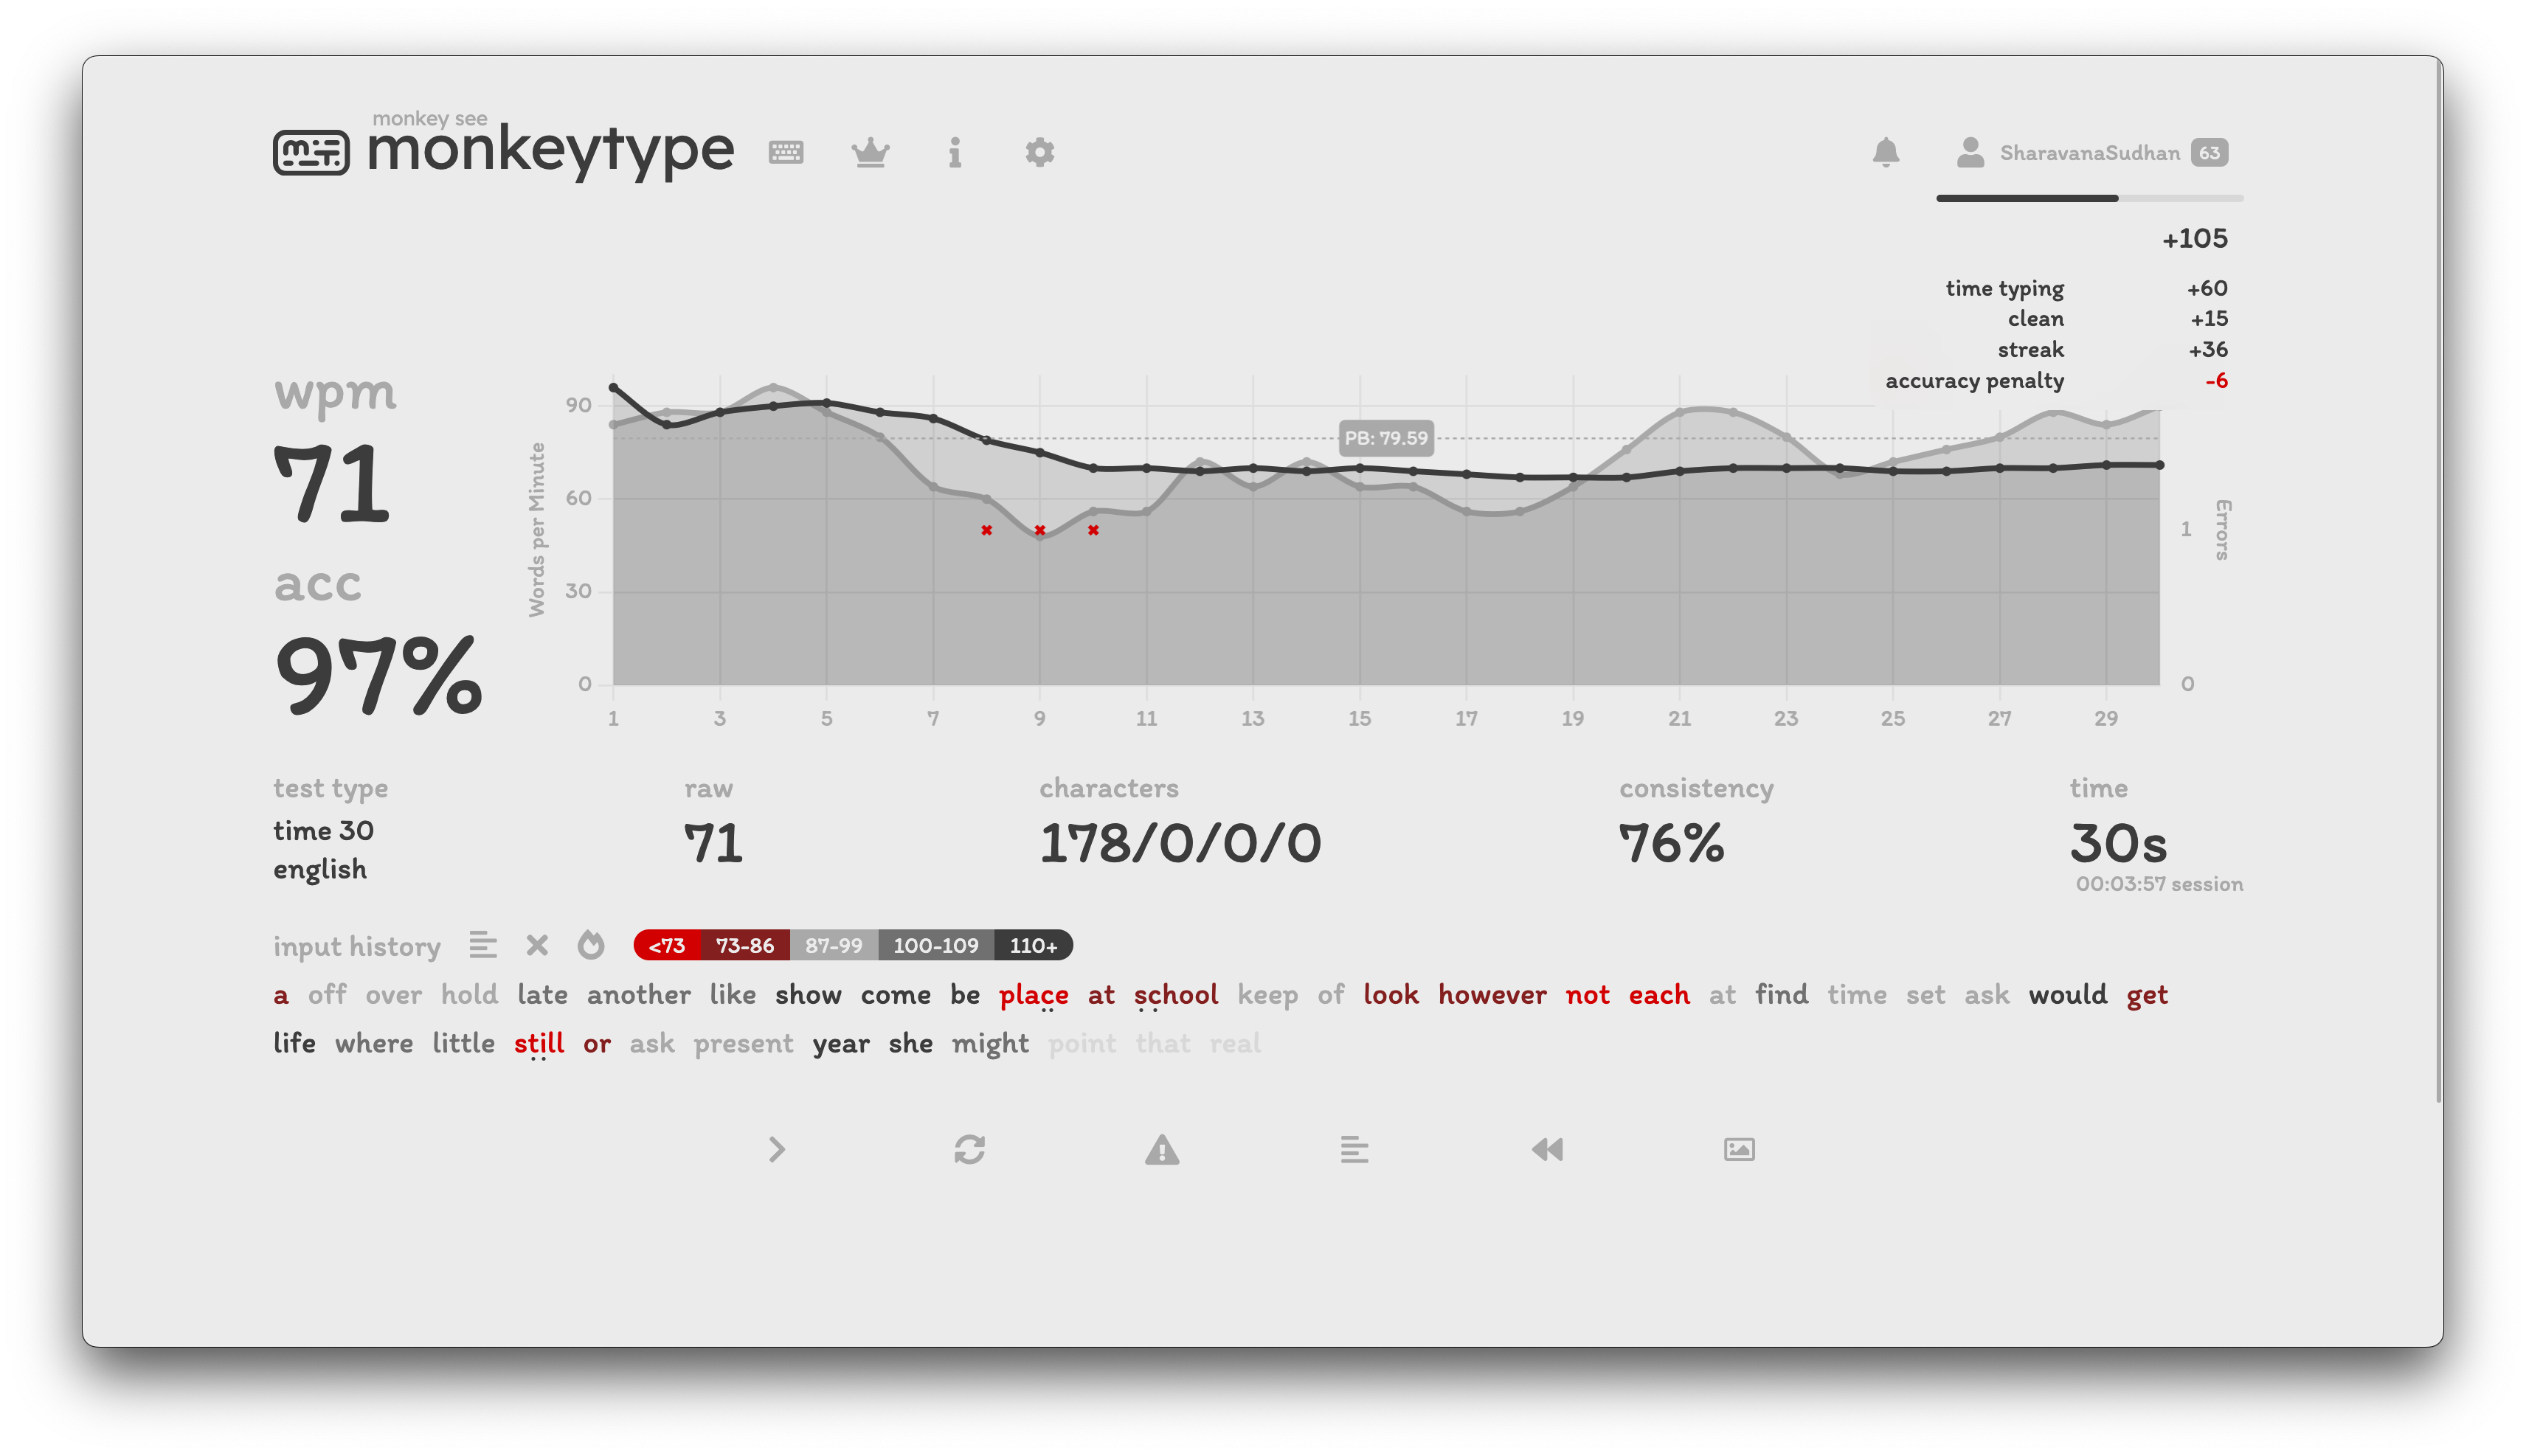 monkey see
monkeytype
SharavanaSudhan 63
+105
time typing +60
clean +15
streak +36
accuracy penalty -6
wpm
71
acc
97%
Words per Minute
90
60
30
0
PB: 79.59
Errors
1
0
1 3 5 7 9 11 13 15 17 19 21 23 25 27 29
test type
time 30
english
raw
71
characters
178/0/0/0
consistency
76%
time
30s
00:03:57 session
input history <73 73-86 87-99 100-109 110+
a off over hold late another like show come be place at school keep of look however not each at find time set ask would get
life where little still or ask present year she might point that real